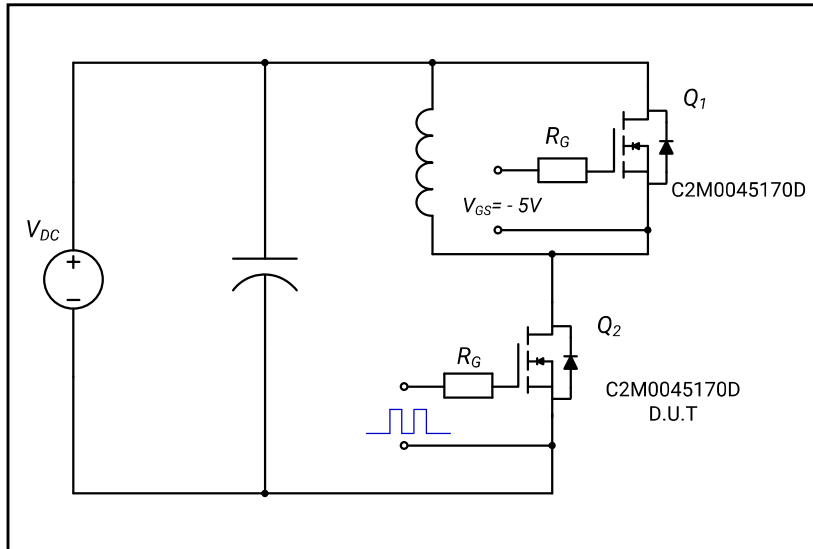 Q1
RG
C2M0045170D
VGS= - 5V
VDC
+
−
Q2
RG
C2M0045170D
D.U.T